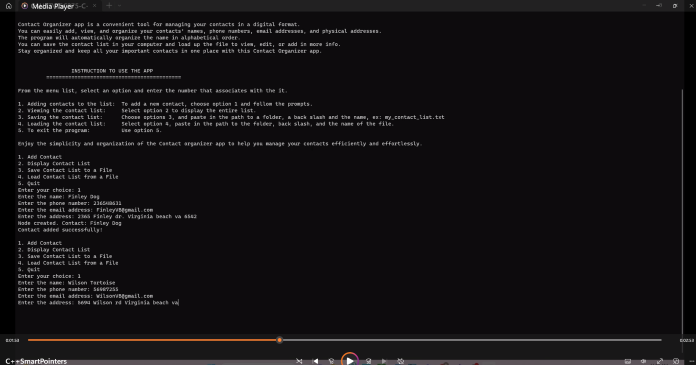 Media Player
Contact Organizer app is a convenient tool for managing your contacts in a digital format.
You can easily add, view, and organize your contacts' names, phone numbers, email addresses, and physical addresses.
The program will automatically organize the name in alphabetical order.
You can save the contact list in your computer and load up the file to view, edit, or add in more info.
Stay organized and keep all your important contacts in one place with this Contact Organizer app.
INSTRUCTION TO USE THE APP
===========================================
From the menu list, select an option and enter the number that associates with the it.
1. Adding contacts to the list: To add a new contact, choose option 1 and follow the prompts.
2. Viewing the contact list: Select option 2 to display the entire list.
3. Saving the contact list: Choose options 3, and paste in the path to the folder, a back slash and the name, ex: my_contact_list.txt
4. Loading the contact list: Select option 4, paste in the path to the folder, back slash, and the name of the file.
5. To exit the program: Use option 5.
Enjoy the simplicity and organization of the Contact organizer app to help you manage your contacts efficiently and effortlessly.
1. Add Contact
2. Display Contact List
3. Save Contact List to a File
4. Load Contact List from a File
5. Quit
Enter your choice: 1
Enter the name: Finley Dog
Enter the phone number: 236548631
Enter the email address: FinleyVB@gmail.com
Enter the address: 2365 Finley dr. Virginia beach va 6562
Node created. Contact: Finley Dog
Contact added successfully!
1. Add Contact
2. Display Contact List
3. Save Contact List to a File
4. Load Contact List from a File
5. Quit
Enter your choice: 1
Enter the name: Wilson Tortoise
Enter the phone number: 56987255
Enter the email address: WilsonVB@gmail.com
Enter the address: 5694 Wilson rd Virginia beach va
0:01:53
0:02:53
C++SmartPointers